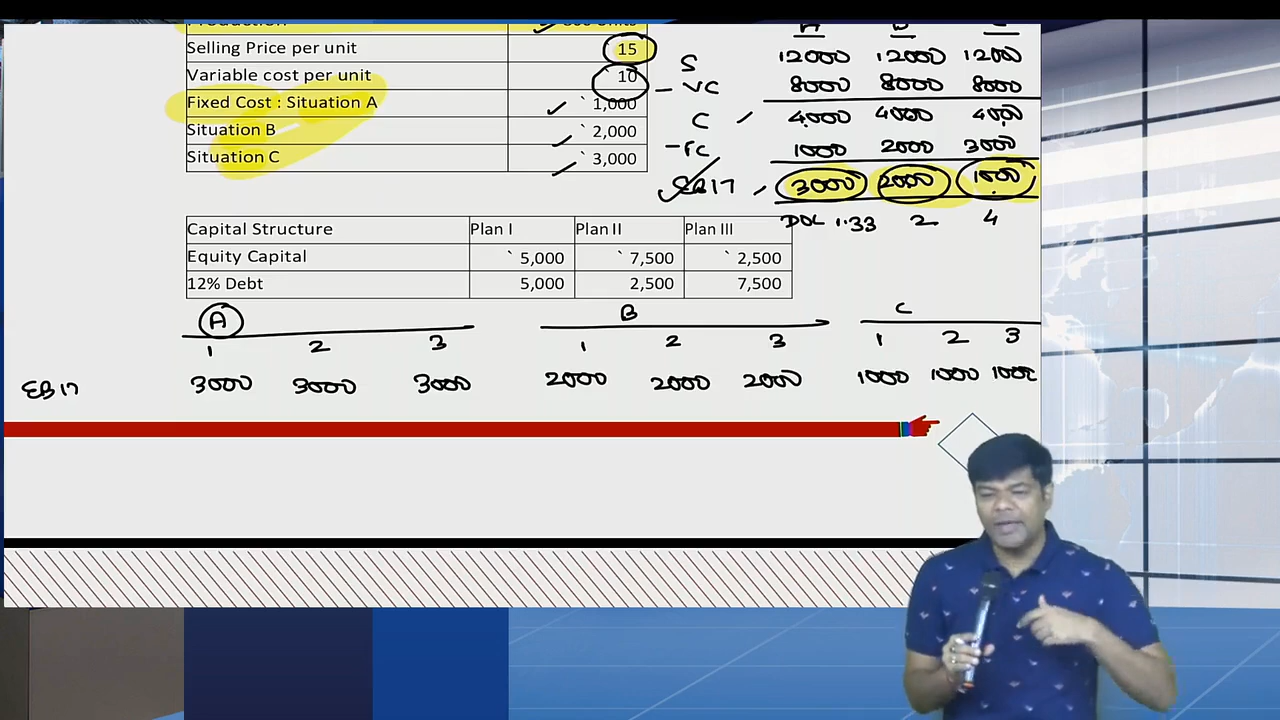 Production 800 Units
Selling Price per unit 15
Variable cost per unit ` 10
Fixed Cost : Situation A ` 1,000
Situation B ` 2,000
Situation C ` 3,000
A B C
S 12000 12000 12000
- VC 8000 8000 8000
C 4000 4000 4000
- FC 1000 2000 3000
EBIT 3000 2000 1000
DOL 1.33 2 4
Capital Structure Plan I Plan II Plan III
Equity Capital ` 5,000 ` 7,500 ` 2,500
12% Debt 5,000 2,500 7,500
A B C
1 2 3 1 2 3 1 2 3
EBIT 3000 3000 3000 2000 2000 2000 1000 1000 1000